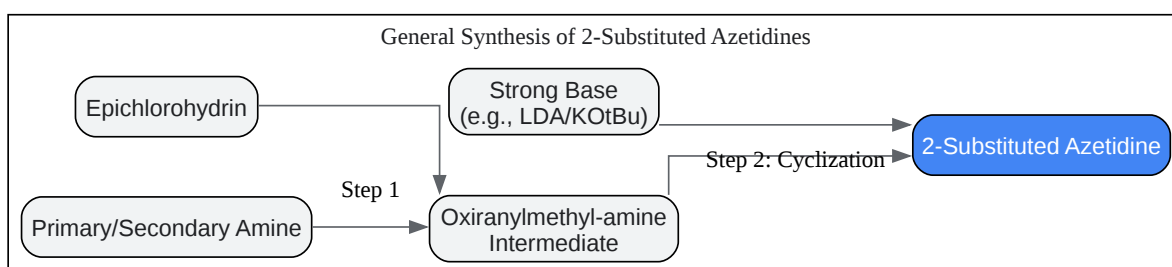 General Synthesis of 2-Substituted Azetidines
Epichlorohydrin
Strong Base
(e.g., LDA/KOtBu)
2-Substituted Azetidine
Step 2: Cyclization
Step 1
Primary/Secondary Amine
Oxiranylmethyl-amine
Intermediate